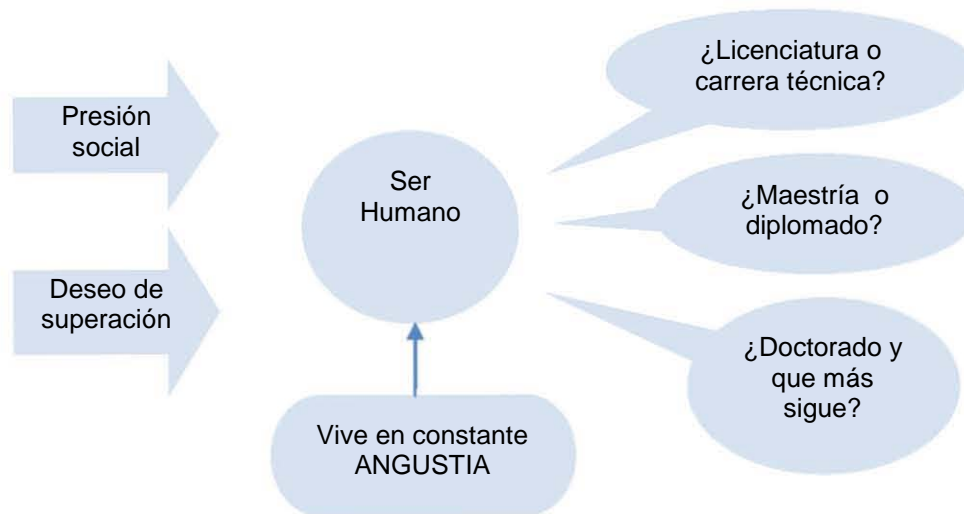 Presión
social
Deseo de
superación
Ser
Humano
Vive en constante
ANGUSTIA
¿Licenciatura o
carrera técnica?
¿Maestría o
diplomado?
¿Doctorado y
que más
sigue?